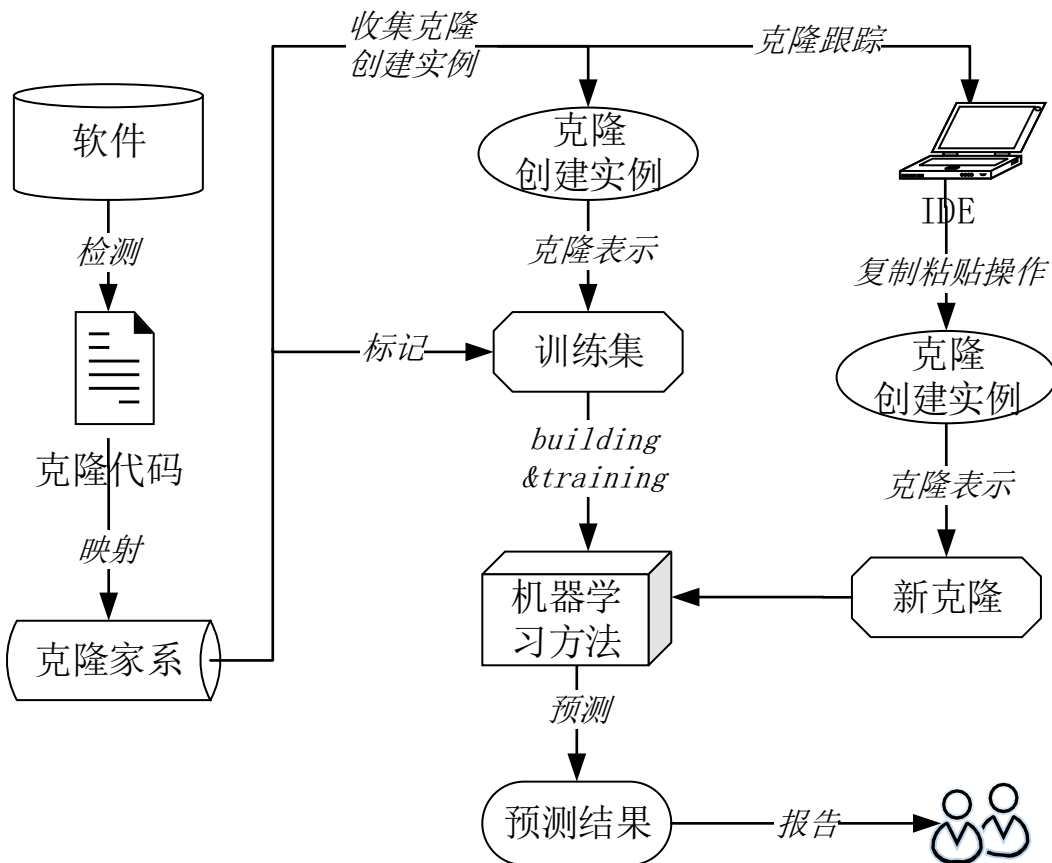 收集克隆
创建实例
克隆跟踪
软件
克隆
创建实例
IDE
检测
克隆表示
复制粘贴操作
标记
训练集
克隆
创建实例
克隆代码
building
&training
克隆表示
映射
机器学
习方法
新克隆
克隆家系
预测
预测结果
报告